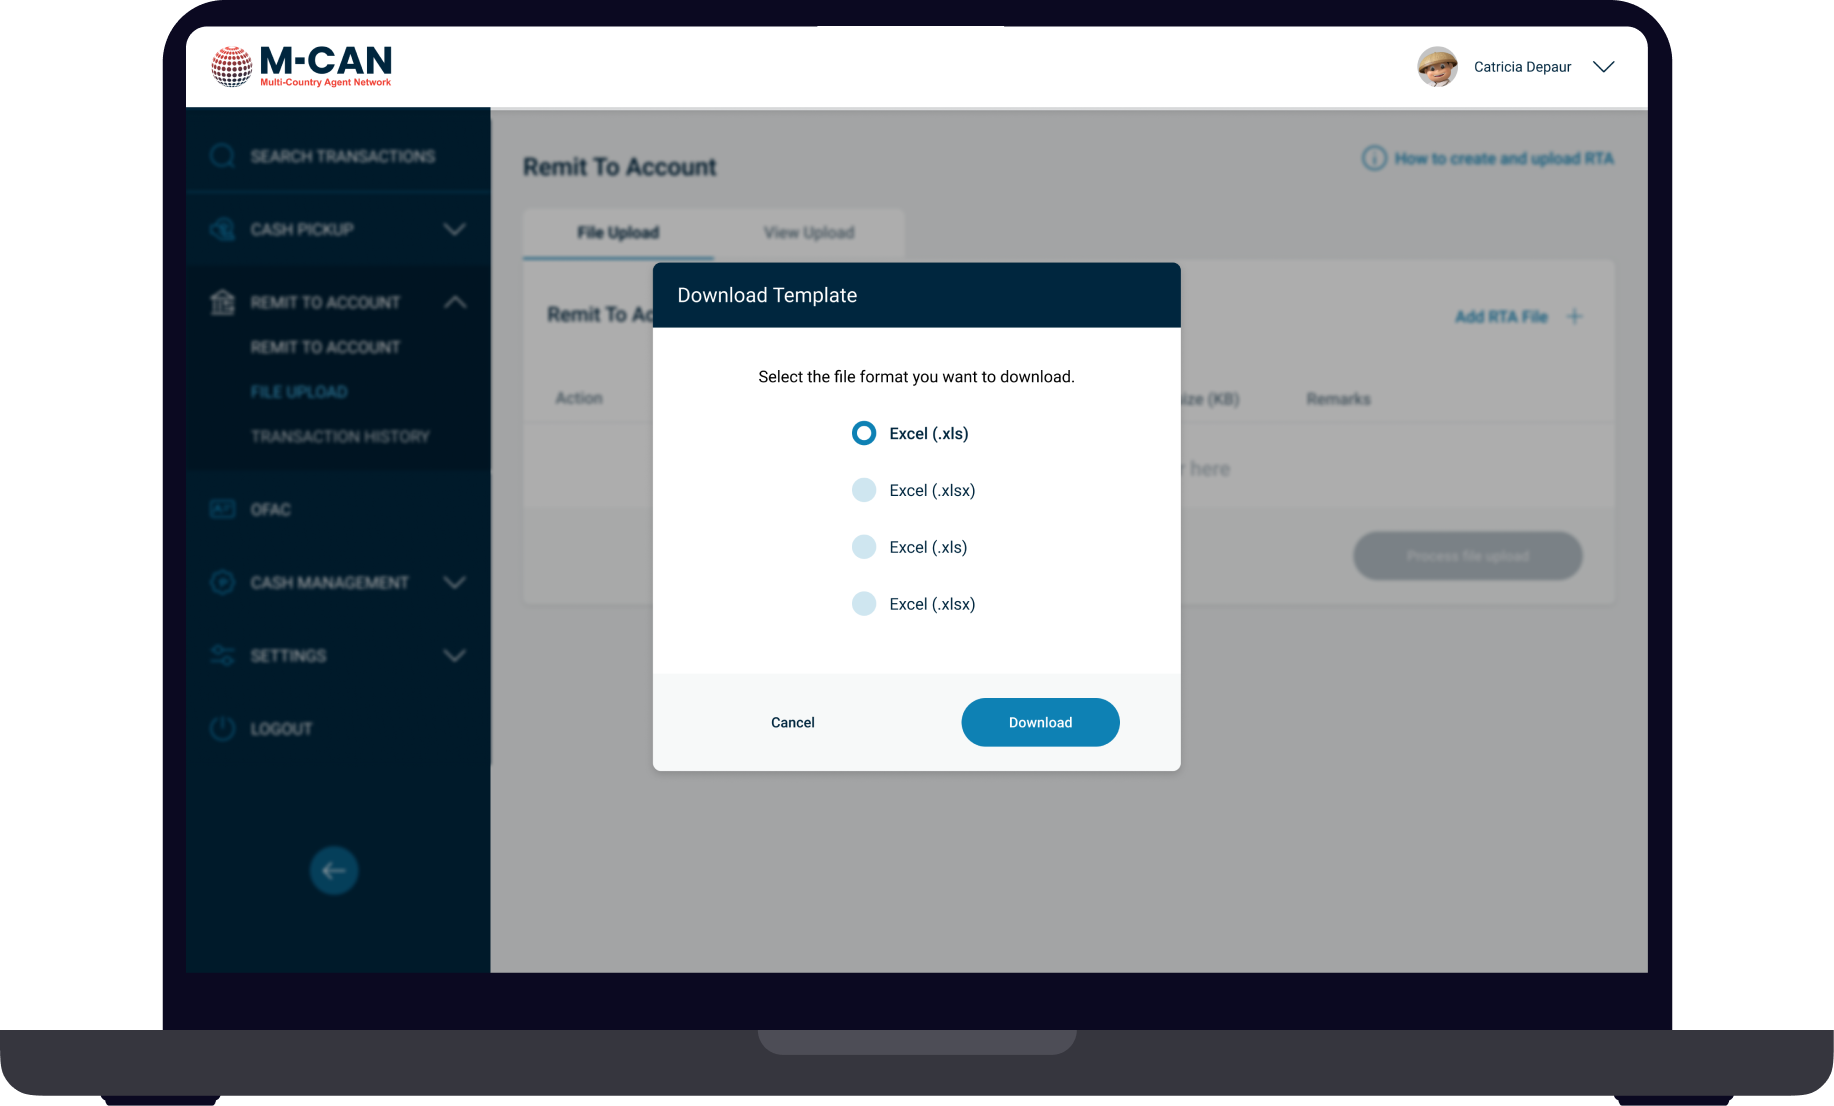 M-CAN
Multi-Country Agent Network
Catricia Depaur
SEARCH TRANSACTIONS
CASH PICKUP
REMIT TO ACCOUNT
REMIT TO ACCOUNT
FILE UPLOAD
TRANSACTION HISTORY
OFAC
CASH MANAGEMENT
SETTINGS
LOGOUT
Remit To Account
How to create and upload RTA
File Upload
View Upload
Remit To Ac
Add RTA File
Action
ize (KB)
Remarks
r here
Process file upload
Download Template
Select the file format you want to download.
Excel (.xls)
Excel (.xlsx)
Excel (.xls)
Excel (.xlsx)
Cancel
Download